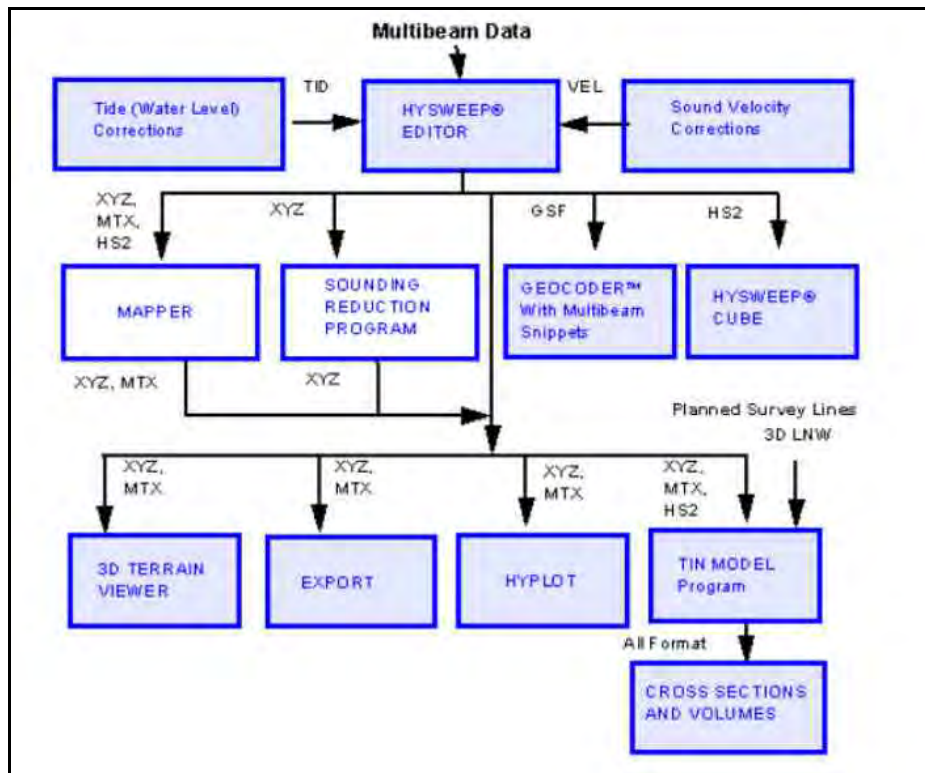 Multibeam Data
TID
VEL
Tide (Water Level)
Corrections
HYSWEEP®
EDITOR
Sound Velocity
Corrections
XYZ,
MTX,
HS2
XYZ
GSF
HS2
MAPPER
SOUNDING
REDUCTION
PROGRAM
GEOCODER™
With Multibeam
Snippets
HYSWEEP®
CUBE
XYZ, MTX
XYZ
Planned Survey Lines
3D LNW
XYZ,
MTX
XYZ,
MTX
XYZ,
MTX
XYZ,
MTX,
HS2
3D TERRAIN
VIEWER
EXPORT
HYPLOT
TIN MODEL
Program
All Format
CROSS SECTIONS
AND VOLUMES